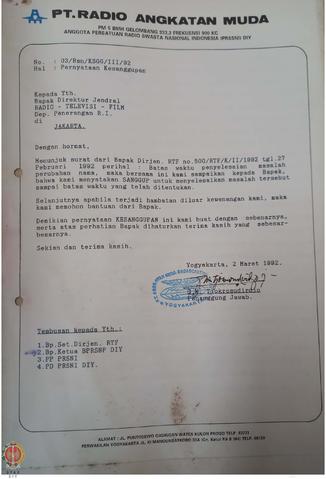 PT. RADIO ANGKATAN MUDA
PM 5 BNW GELOMBANG 333,3 FREKUENSI 900 KC
ANGGOTA PERSATUAN RADIO SWASTA NASIONAL INDONESIA (PRSSNI) DIY
No. : 03/Ram/KSGG/III/92
Hal : Pernyataan Kesanggupan
Kepada Yth.
Bapak Direktur Jendral
RADIO - TELEVISI - FILM
Dep. Penerangan R.I.
di
JAKARTA.
Dengan hormat,
Menunjuk surat dari Bapak Dirjen. RTF no.500/RTF/K/II/1992 tgl.27
Februari 1992 perihal : Batas waktu penyelesaian masalah
perubahan nama, maka bersama ini kami sampaikan kepada Bapak,
bahwa kami menyatakan SANGGUP untuk menyelesaikan masalah tersebut
sampai batas waktu yang telah ditentukan.
Selanjutnya apabila terjadi hambatan diluar kewenangan kami, maka
kami memohon bantuan dari Bapak.
Demikian pernyataan KESANGGUPAN ini kami buat dengan sebenarnya,
serta atas perhatian Bapak dihaturkan terima kasih yang sebenar-
benarnya.
Sekian dan terima kasih.
Yogyakarta, 2 Maret 1992.
YOGYAKARTA
Tjokrosudirdjo
Penanggung Jawab.
Tembusan kepada Yth.:
1.Bp.Set.Dirjen. RTF
2.Bp.Ketua BPRSNP DIY
3.PP PRSNI
4.PD PRSNI DIY.